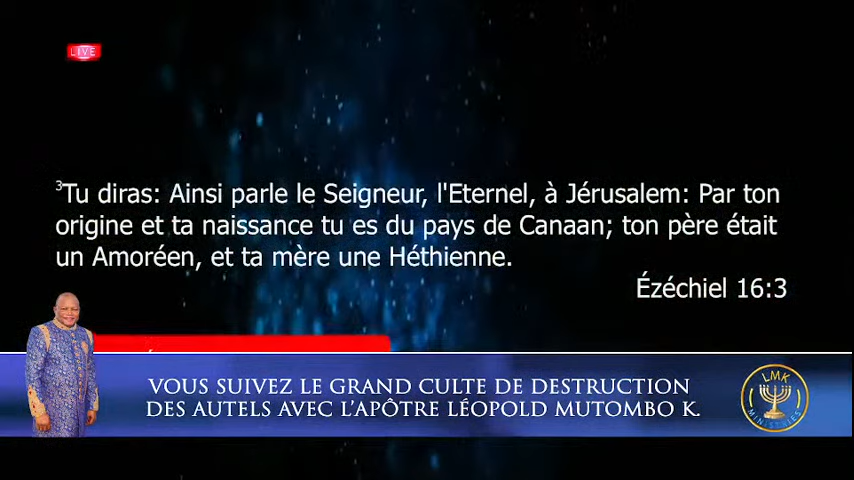 LIVE
³Tu diras: Ainsi parle le Seigneur, l'Eternel, à Jérusalem: Par ton
origine et ta naissance tu es du pays de Canaan; ton père était
un Amoréen, et ta mère une Héthienne.
Ézéchiel 16:3
VOUS SUIVEZ LE GRAND CULTE DE DESTRUCTION
DES AUTELS AVEC L'APÔTRE LÉOPOLD MUTOMBO K.
LMK
MINISTRIES